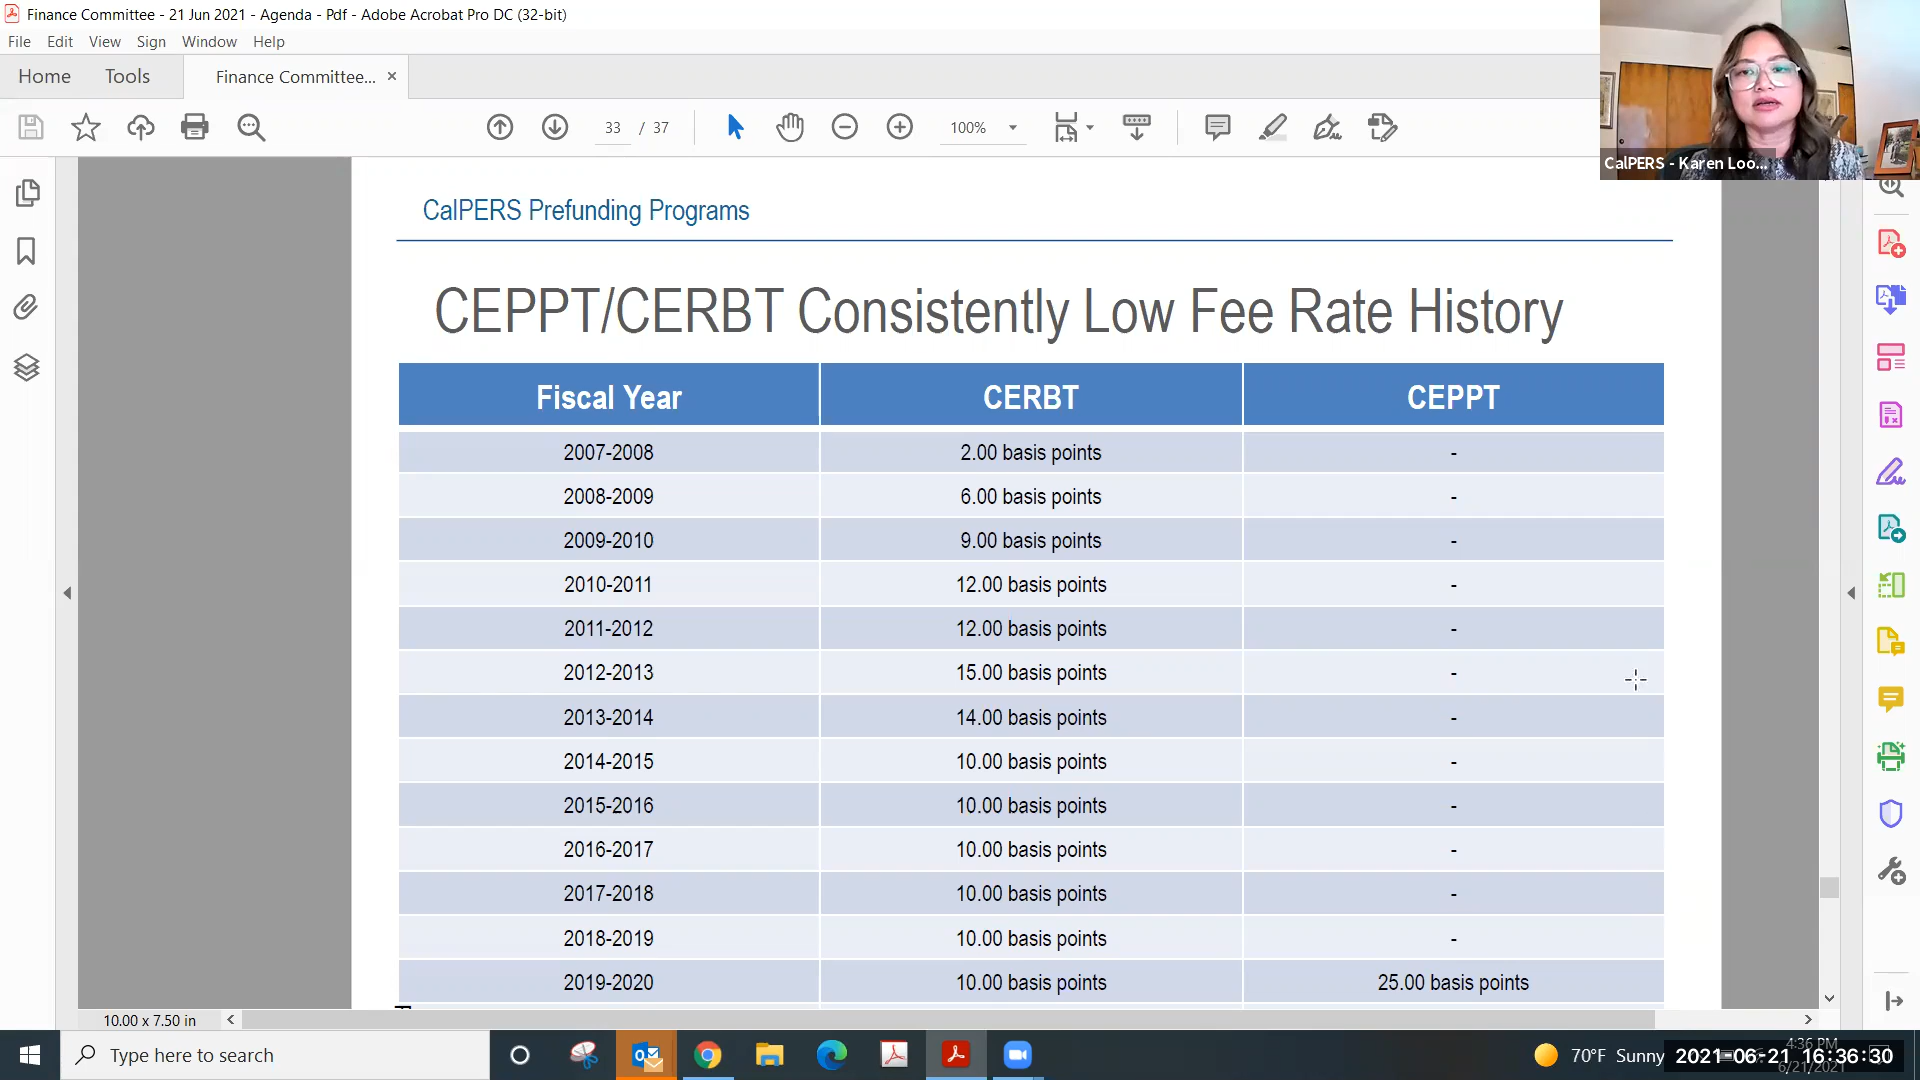 Finance Committee - 21 Jun 2021 - Agenda - Pdf - Adobe Acrobat Pro DC (32-bit)
File Edit View Sign Window Help
Home Tools Finance Committee... ×
33 / 37 100%
CalPERS - Karen Loo...
CalPERS Prefunding Programs
CEPPT/CERBT Consistently Low Fee Rate History
Fiscal Year CERBT CEPPT
2007-2008 2.00 basis points -
2008-2009 6.00 basis points -
2009-2010 9.00 basis points -
2010-2011 12.00 basis points -
2011-2012 12.00 basis points -
2012-2013 15.00 basis points -
2013-2014 14.00 basis points -
2014-2015 10.00 basis points -
2015-2016 10.00 basis points -
2016-2017 10.00 basis points -
2017-2018 10.00 basis points -
2018-2019 10.00 basis points -
2019-2020 10.00 basis points 25.00 basis points
10.00 x 7.50 in
Type here to search
70°F Sunny
4:36 PM
2021-06-21 16:36:30
6/21/2021